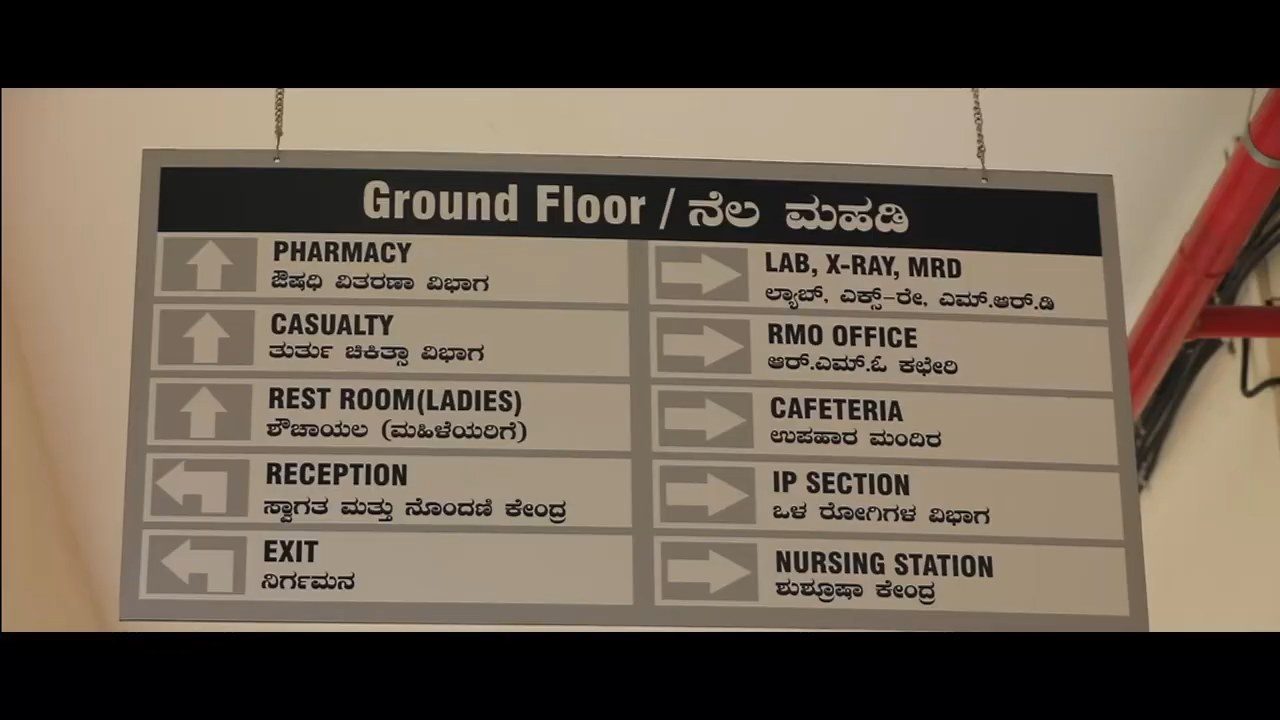 Ground Floor / ನೆಲ ಮಹಡಿ
PHARMACY
ಔಷಧಿ ವಿತರಣಾ ವಿಭಾಗ
CASUALTY
ತುರ್ತು ಚಿಕಿತ್ಸಾ ವಿಭಾಗ
REST ROOM(LADIES)
ಶೌಚಾಯಲ (ಮಹಿಳೆಯರಿಗೆ)
RECEPTION
ಸ್ವಾಗತ ಮತ್ತು ನೊಂದಣಿ ಕೇಂದ್ರ
EXIT
ನಿರ್ಗಮನ
LAB, X-RAY, MRD
ಲ್ಯಾಬ್, ಎಕ್ಸ್-ರೇ, ಎಮ್.ಆರ್.ಡಿ
RMO OFFICE
ಆರ್.ಎಮ್.ಓ ಕಛೇರಿ
CAFETERIA
ಉಪಹಾರ ಮಂದಿರ
IP SECTION
ಒಳ ರೋಗಿಗಳ ವಿಭಾಗ
NURSING STATION
ಶುಶ್ರೂಷಾ ಕೇಂದ್ರ